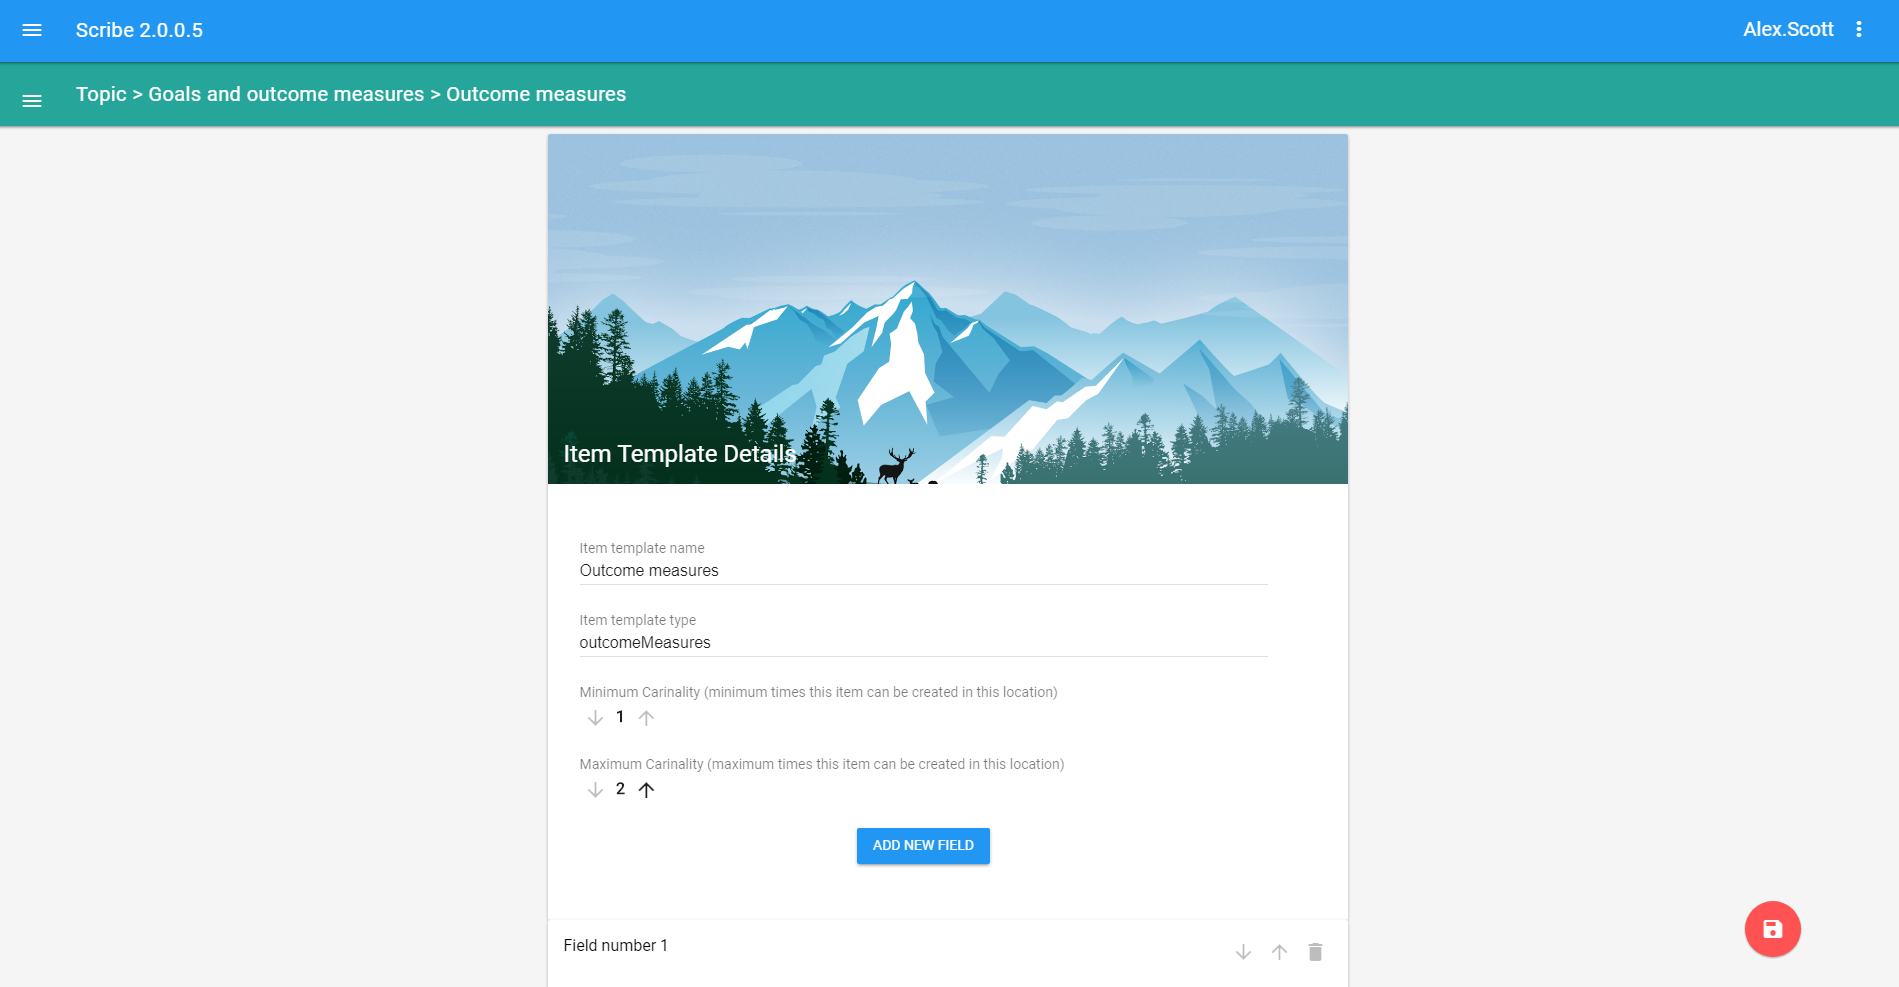 Scribe 2.0.0.5
Alex.Scott
Topic > Goals and outcome measures > Outcome measures
Item Template Details
Item template name
Outcome measures
Item template type
outcomeMeasures
Minimum Carinality (minimum times this item can be created in this location)
1
Maximum Carinality (maximum times this item can be created in this location)
2
ADD NEW FIELD
Field number 1